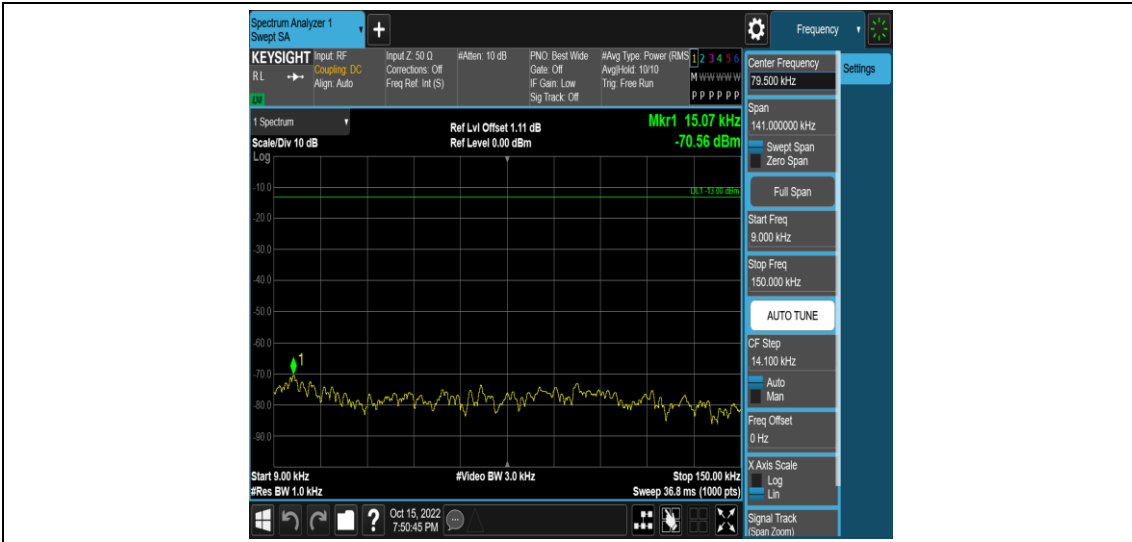 Spectrum Analyzer 1
Swept SA
+
Frequency
KEYSIGHT
RL
LXI
Input: RF
Coupling: DC
Align: Auto
Input Z: 50 Ω
Corrections: Off
Freq Ref: Int (S)
#Atten: 10 dB
PNO: Best Wide
Gate: Off
IF Gain: Low
Sig Track: Off
#Avg Type: Power (RMS
Avg|Hold: 10/10
Trig: Free Run
1 2 3 4 5 6
M W W W W W
P P P P P P
1 Spectrum
Scale/Div 10 dB
Ref Lvl Offset 1.11 dB
Ref Level 0.00 dBm
Mkr1 15.07 kHz
-70.56 dBm
Log
-10.0
DL1 -13.00 dBm
-20.0
-30.0
-40.0
-50.0
-60.0
1
-70.0
-80.0
-90.0
Start 9.00 kHz
#Res BW 1.0 kHz
#Video BW 3.0 kHz
Stop 150.00 kHz
Sweep 36.8 ms (1000 pts)
?
Oct 15, 2022
7:50:45 PM
Center Frequency
79.500 kHz
Settings
Span
141.000000 kHz
Swept Span
Zero Span
Full Span
Start Freq
9.000 kHz
Stop Freq
150.000 kHz
AUTO TUNE
CF Step
14.100 kHz
Auto
Man
Freq Offset
0 Hz
X Axis Scale
Log
Lin
Signal Track
(Span Zoom)